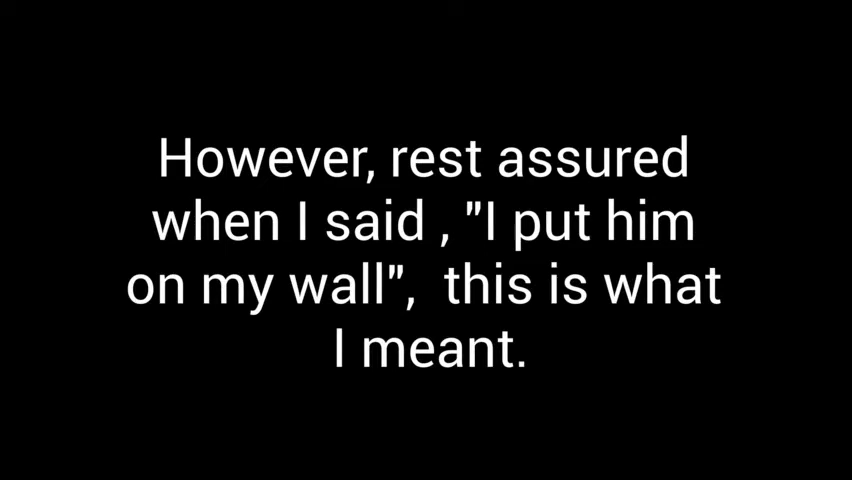 However, rest assured
when I said , "I put him
on my wall",  this is what
I meant.